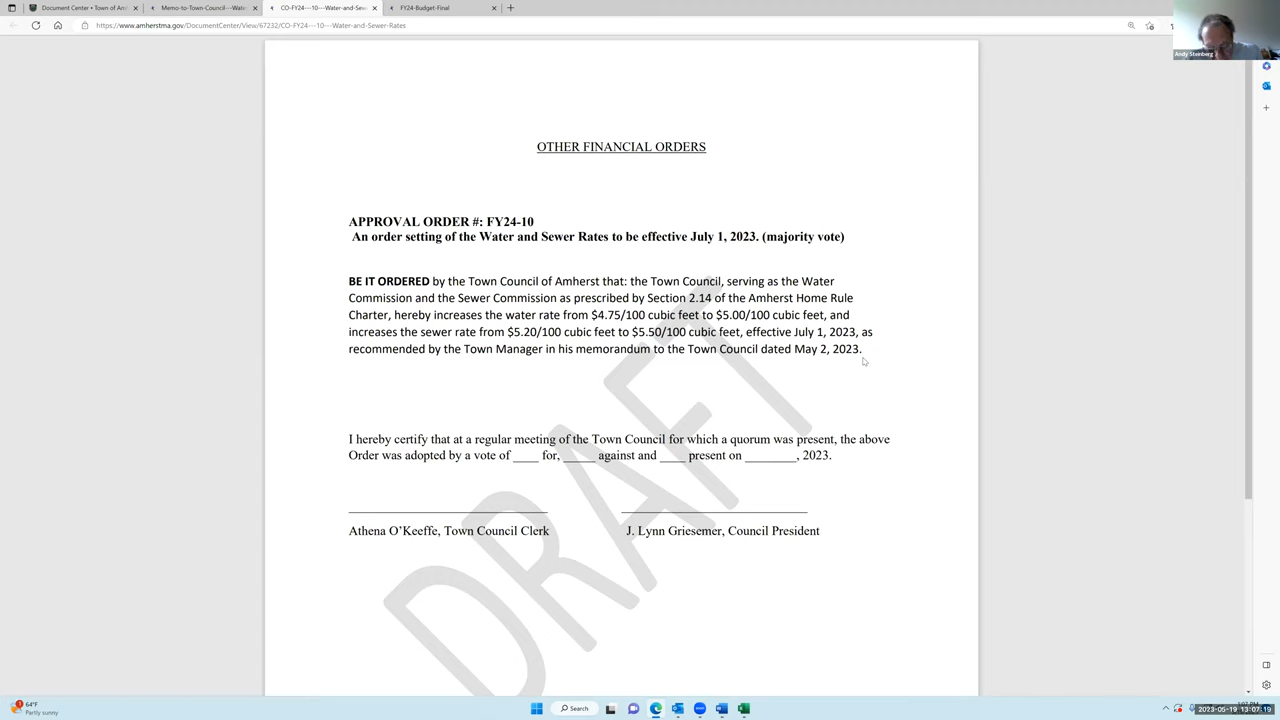 Document Center • Town of Am
Memo-to-Town-Council---Wate
CO-FY24---10---Water-and-Sew
FY24-Budget-Final
https://www.amherstma.gov/DocumentCenter/View/67232/CO-FY24---10---Water-and-Sewer-Rates
Andy Steinberg
OTHER FINANCIAL ORDERS
APPROVAL ORDER #: FY24-10
An order setting of the Water and Sewer Rates to be effective July 1, 2023. (majority vote)
BE IT ORDERED by the Town Council of Amherst that: the Town Council, serving as the Water
Commission and the Sewer Commission as prescribed by Section 2.14 of the Amherst Home Rule
Charter, hereby increases the water rate from $4.75/100 cubic feet to $5.00/100 cubic feet, and
increases the sewer rate from $5.20/100 cubic feet to $5.50/100 cubic feet, effective July 1, 2023, as
recommended by the Town Manager in his memorandum to the Town Council dated May 2, 2023.
I hereby certify that at a regular meeting of the Town Council for which a quorum was present, the above
Order was adopted by a vote of ____ for, _____ against and ____ present on ________, 2023.
Athena O'Keeffe, Town Council Clerk
J. Lynn Griesemer, Council President
DRAFT
64°F
Partly sunny
Search
2023-05-19 13:07:19